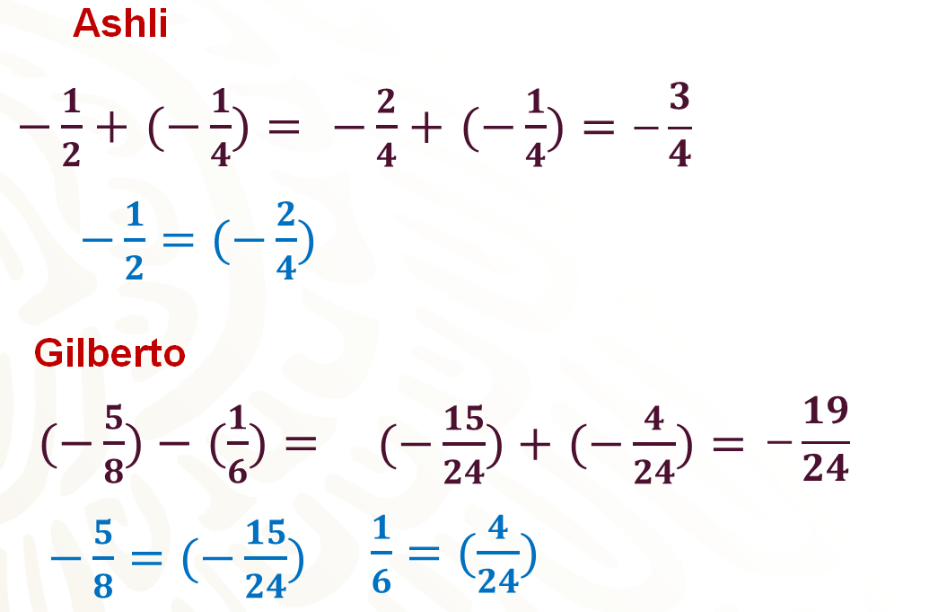 Ashli
−1/2 + (−1/4) = −2/4 + (−1/4) = −3/4
−1/2 = (−2/4)
Gilberto
(−5/8) − (1/6) = (−15/24) + (−4/24) = −19/24
−5/8 = (−15/24) 1/6 = (4/24)